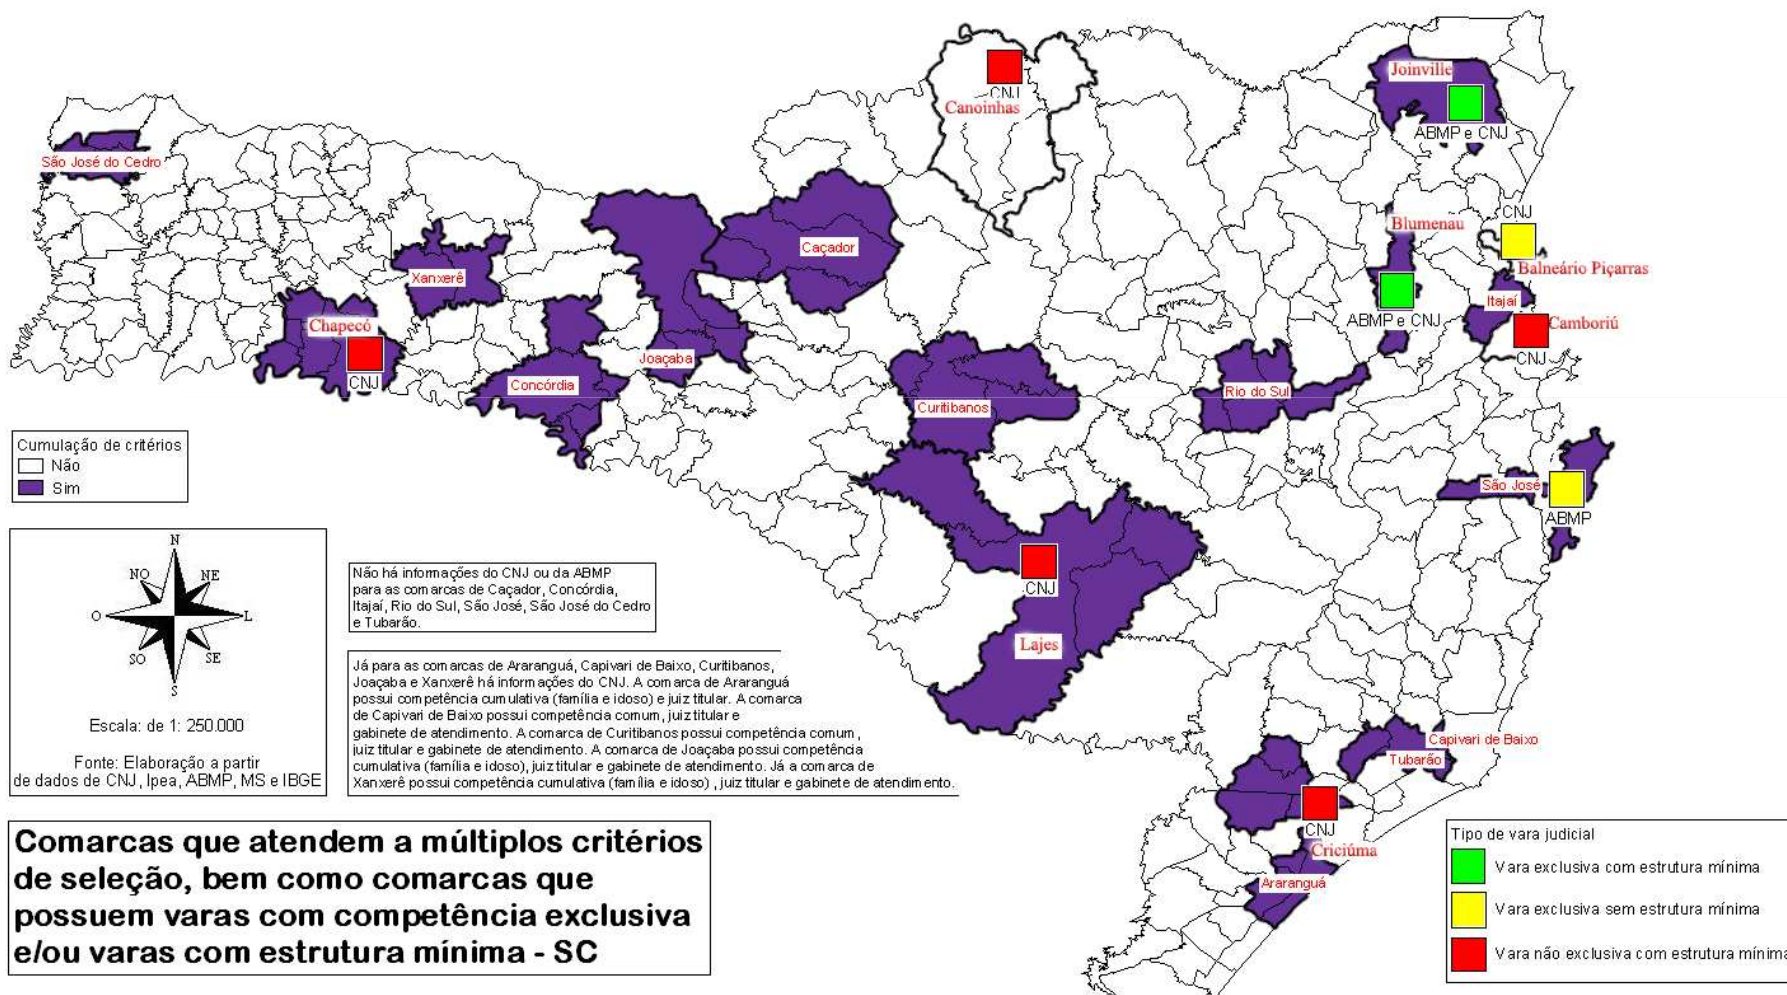 Joinville
ABMP e CNJ
CNJ
Canoinhas
São José do Cedro
Blumenau
ABMP e CNJ
CNJ
Balneário Piçarras
Caçador
Xanxerê
Itajaí
Camboriú
CNJ
Chapecó
CNJ
Joaçaba
Concórdia
Curitibanos
Rio do Sul
São José
ABMP
CNJ
Lajes
Capivari de Baixo
Tubarão
CNJ
Criciúma
Araranguá
Cumulação de critérios
Não
Sim
N
NO
NE
O
L
SO
SE
S
Escala: de 1: 250.000
Fonte: Elaboração a partir
de dados de CNJ, Ipea, ABMP, MS e IBGE
Não há informações do CNJ ou da ABMP
para as comarcas de Caçador, Concórdia,
Itajaí, Rio do Sul, São José, São José do Cedro
e Tubarão.
Já para as comarcas de Araranguá, Capivari de Baixo, Curitibanos,
Joaçaba e Xanxerê há informações do CNJ. A comarca de Araranguá
possui competência cumulativa (família e idoso) e juiz titular. A comarca
de Capivari de Baixo possui competência comum, juiz titular e
gabinete de atendimento. A comarca de Curitibanos possui competência comum,
juiz titular e gabinete de atendimento. A comarca de Joaçaba possui competência
cumulativa (família e idoso), juiz titular e gabinete de atendimento. Já a comarca de
Xanxerê possui competência cumulativa (família e idoso) , juiz titular e gabinete de atendimento.
Comarcas que atendem a múltiplos critérios
de seleção, bem como comarcas que
possuem varas com competência exclusiva
e/ou varas com estrutura mínima - SC
Tipo de vara judicial
Vara exclusiva com estrutura mínima
Vara exclusiva sem estrutura mínima
Vara não exclusiva com estrutura mínima